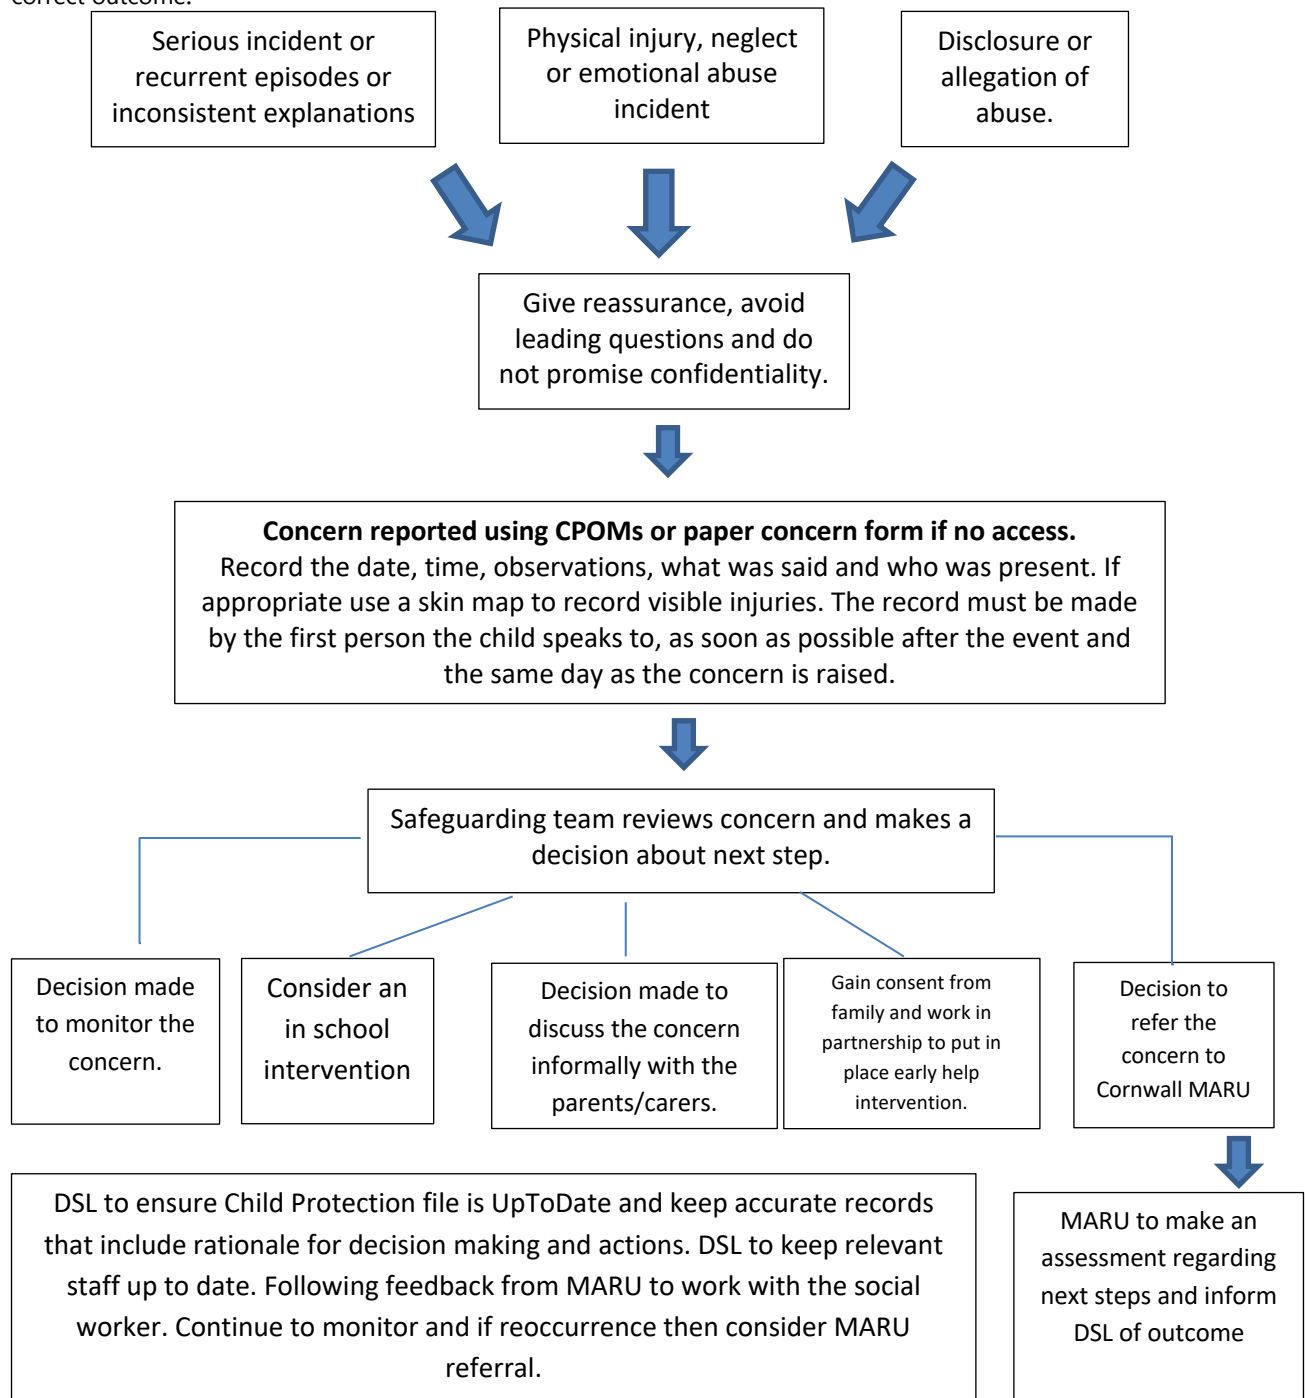 correct outcome.
Serious incident or
recurrent episodes or
inconsistent explanations
Physical injury, neglect
or emotional abuse
incident
Disclosure or
allegation of
abuse.
Give reassurance, avoid
leading questions and do
not promise confidentiality.
Concern reported using CPOMs or paper concern form if no access.
Record the date, time, observations, what was said and who was present. If
appropriate use a skin map to record visible injuries. The record must be made
by the first person the child speaks to, as soon as possible after the event and
the same day as the concern is raised.
Safeguarding team reviews concern and makes a
decision about next step.
Decision made
to monitor the
concern.
Consider an
in school
intervention
Decision made to
discuss the concern
informally with the
parents/carers.
Gain consent from
family and work in
partnership to put in
place early help
intervention.
Decision to
refer the
concern to
Cornwall MARU
DSL to ensure Child Protection file is UpToDate and keep accurate records
that include rationale for decision making and actions. DSL to keep relevant
staff up to date. Following feedback from MARU to work with the social
worker. Continue to monitor and if reoccurrence then consider MARU
referral.
MARU to make an
assessment regarding
next steps and inform
DSL of outcome